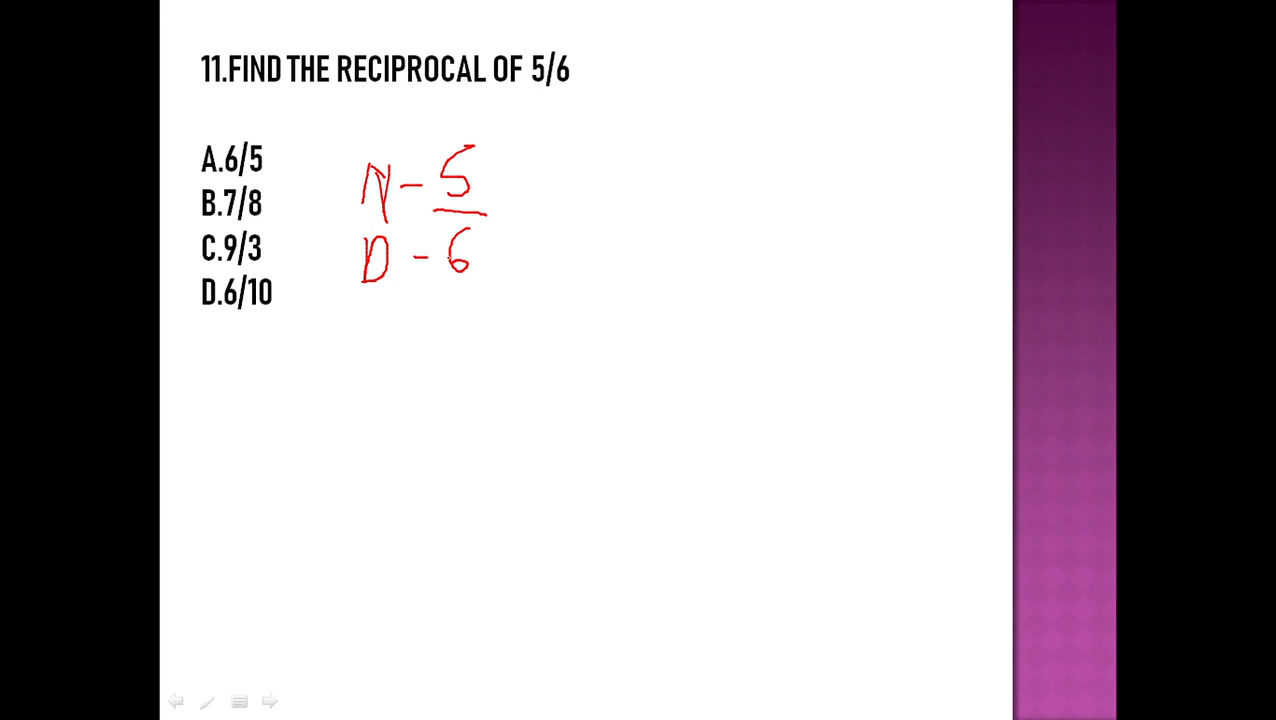 11.FIND THE RECIPROCAL OF 5/6
A.6/5
B.7/8
C.9/3
D.6/10
N - 5
D - 6